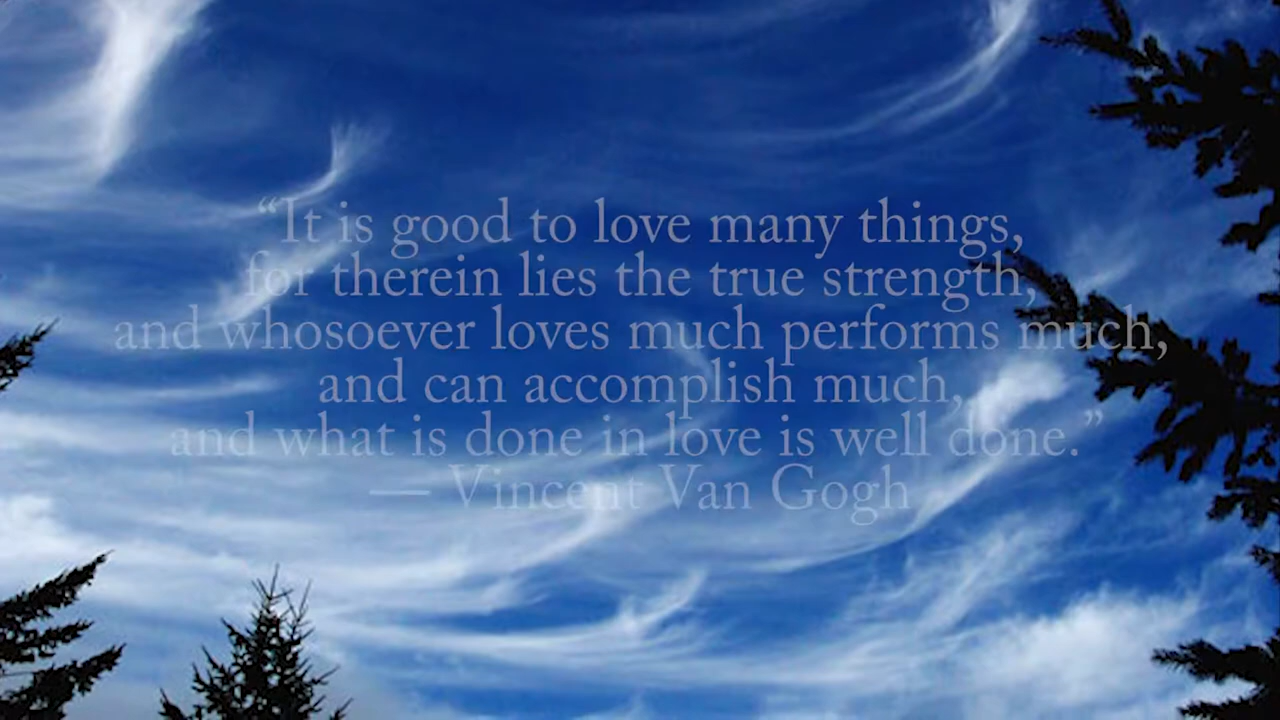 “It is good to love many things,
for therein lies the true strength,
and whosoever loves much performs much,
and can accomplish much,
and what is done in love is well done.”
— Vincent Van Gogh